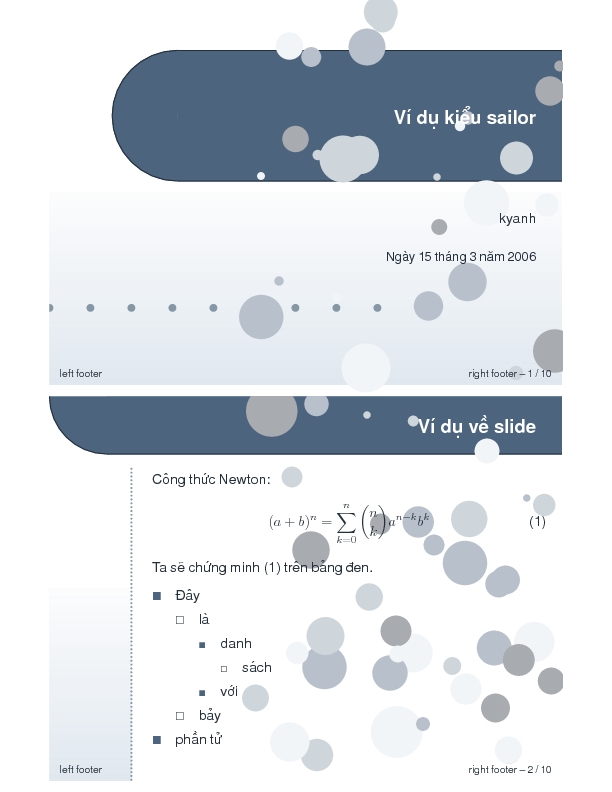 Ví dụ kiểu sailor
kyanh
Ngày 15 tháng 3 năm 2006
left footer
right footer – 1 / 10
Ví dụ về slide
Công thức Newton:
(a + b)^n = ∑_{k=0}^{n} \binom{n}{k} a^{n−k} b^k (1)
Ta sẽ chứng minh (1) trên bảng đen.
Đây
là
danh
sách
với
bảy
phần tử
left footer
right footer – 2 / 10